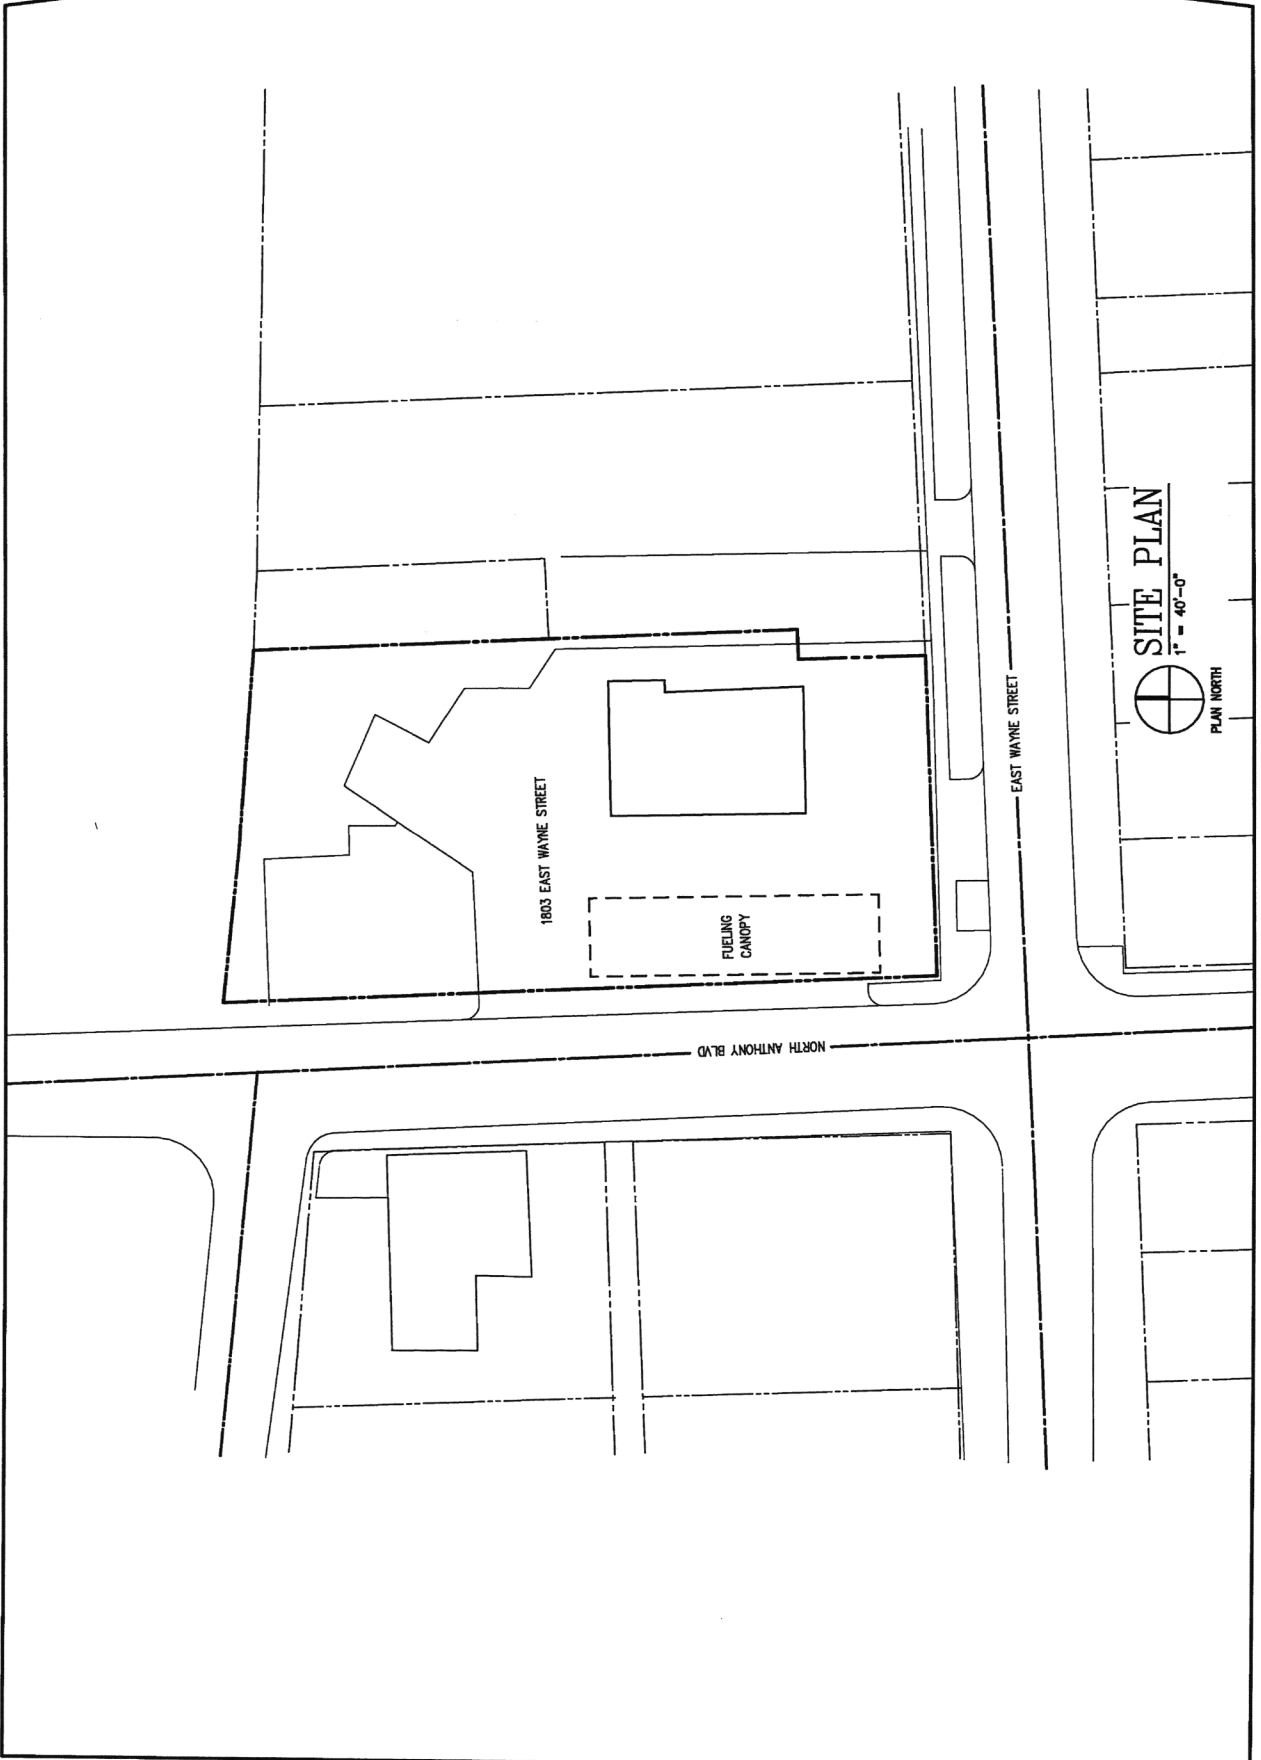 1803 EAST WAYNE STREET
FUELING
CANOPY
NORTH ANTHONY BLVD
EAST WAYNE STREET
SITE PLAN
1" = 40'-0"
PLAN NORTH